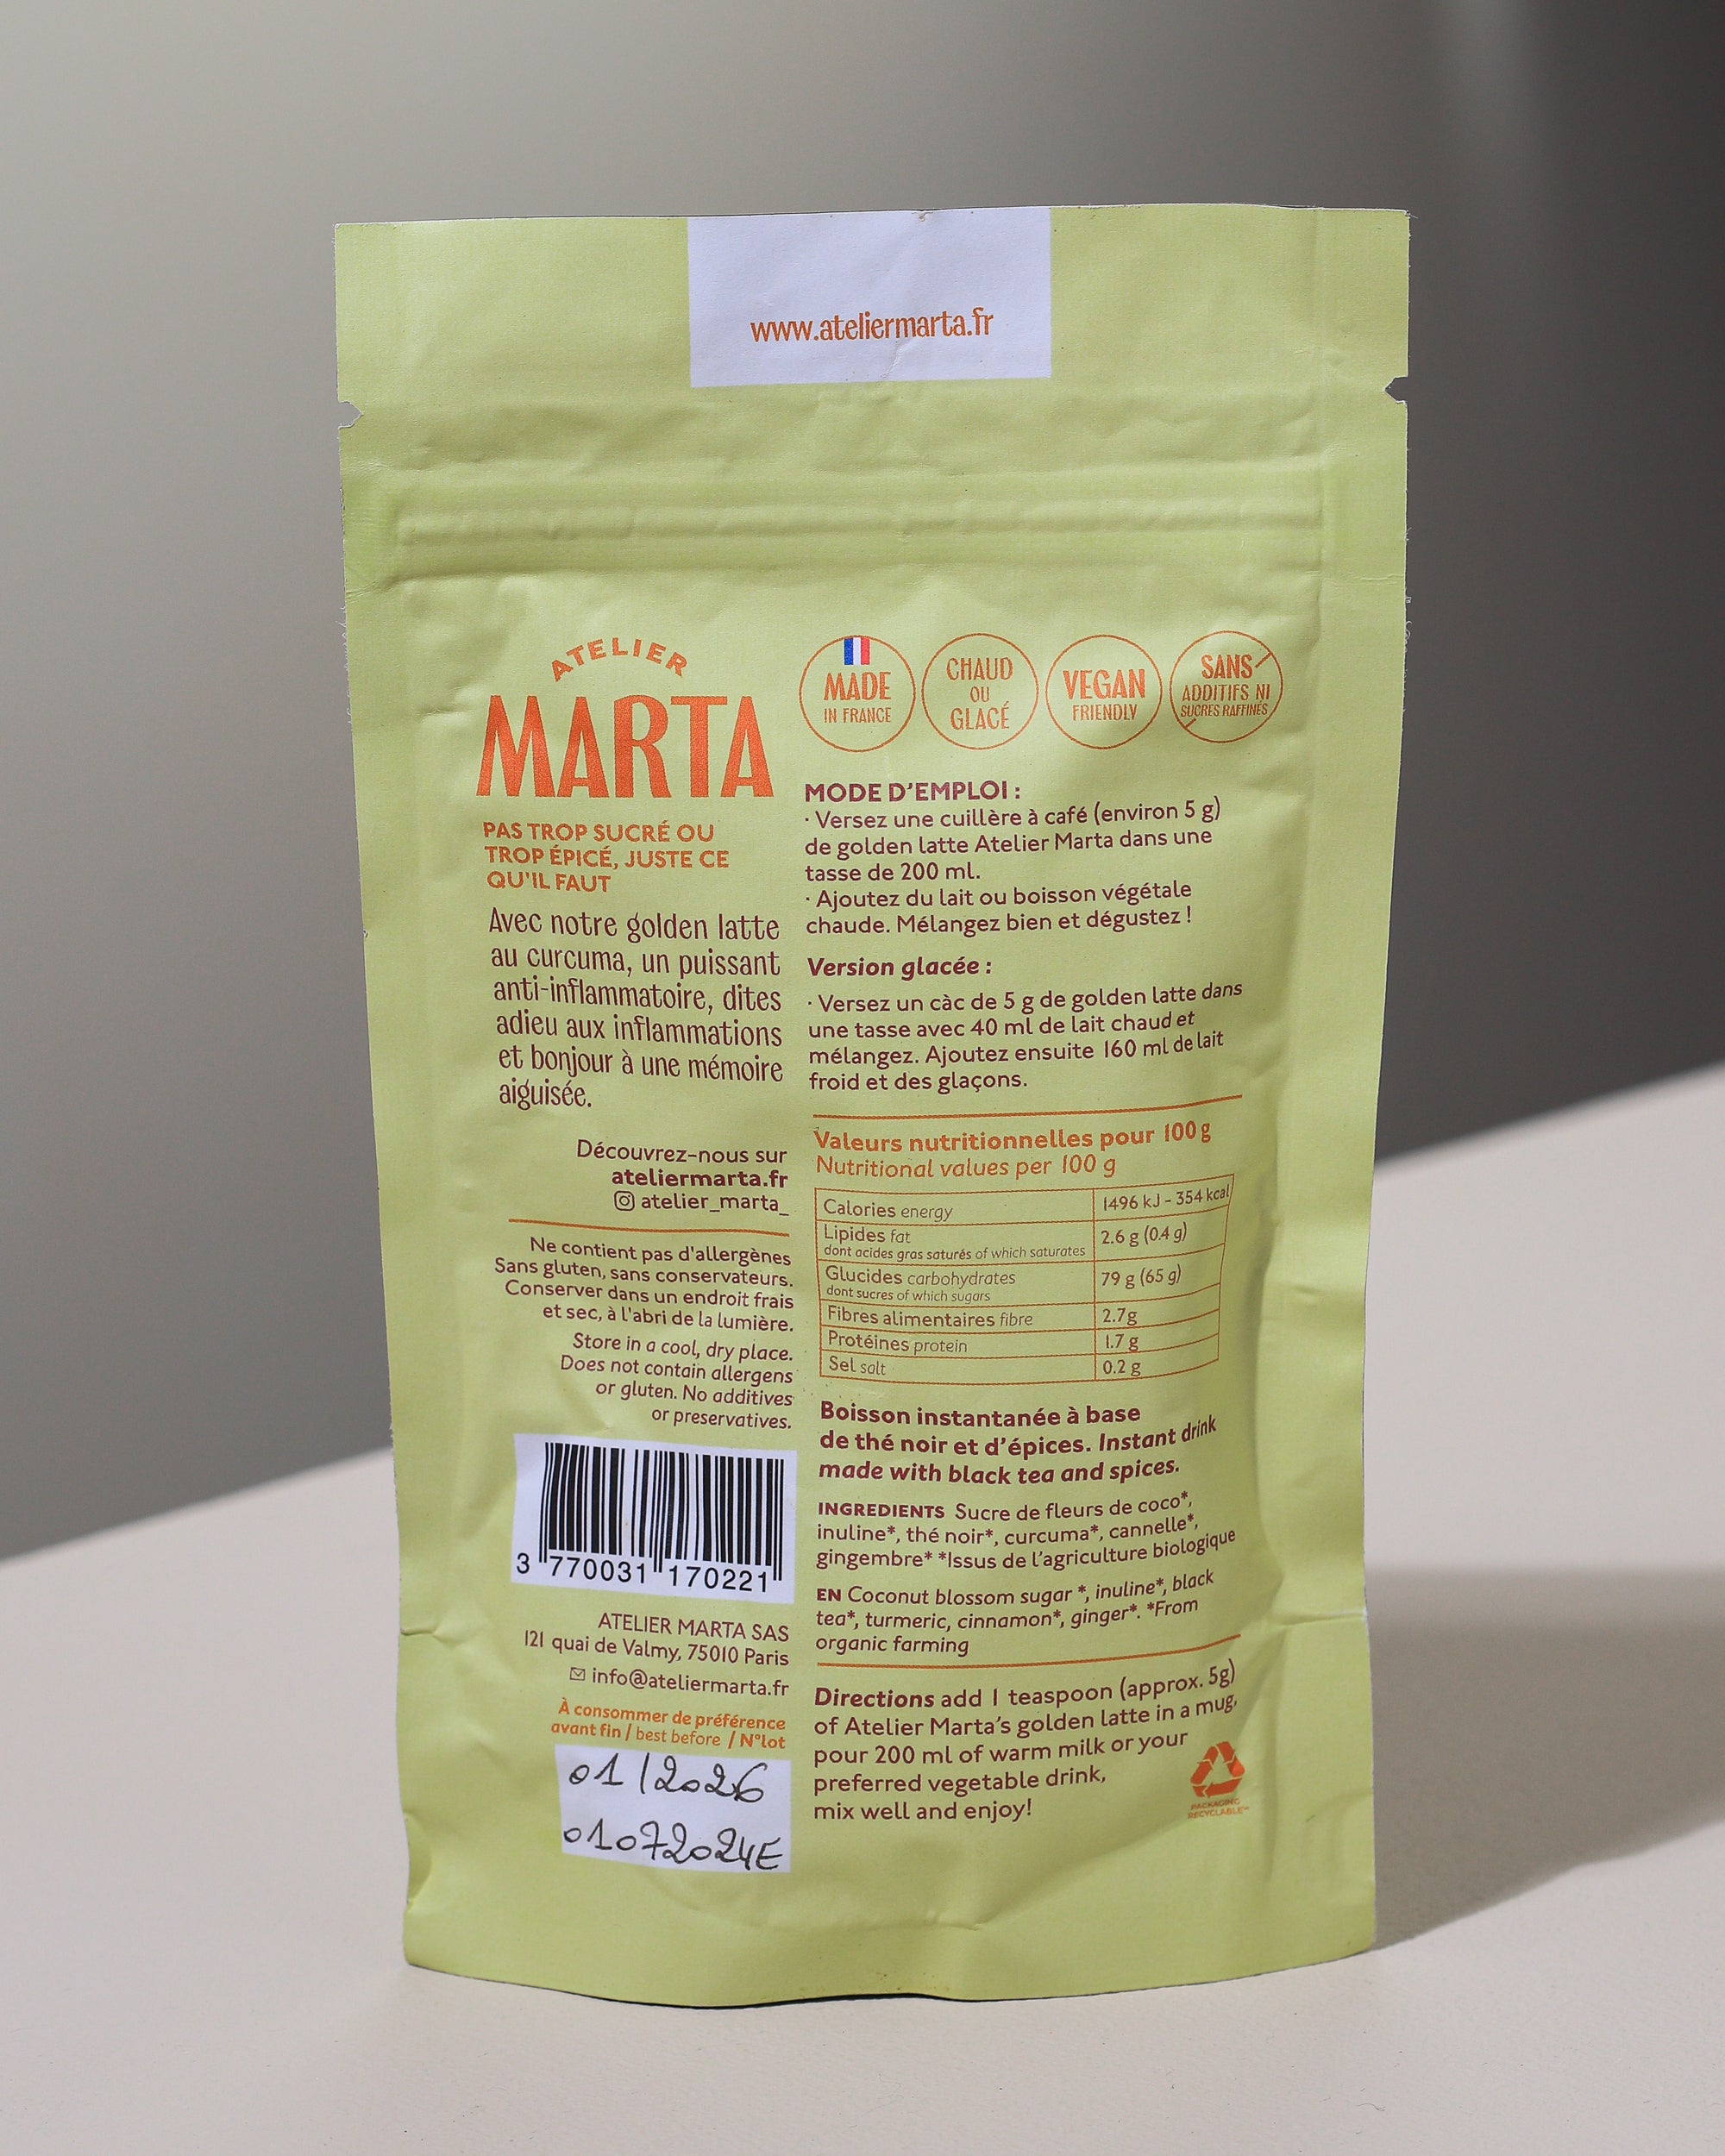 www.ateliermarta.fr
ATELIER
MARTA
PAS TROP SUCRÉ OU
TROP ÉPICÉ, JUSTE CE
QU'IL FAUT
Avec notre golden latte
au curcuma, un puissant
anti-inflammatoire, dites
adieu aux inflammations
et bonjour à une mémoire
aiguisée.
Découvrez-nous sur
ateliermarta.fr
atelier_marta_
Ne contient pas d'allergènes
Sans gluten, sans conservateurs.
Conserver dans un endroit frais
et sec, à l'abri de la lumière.
Store in a cool, dry place.
Does not contain allergens
or gluten. No additives
or preservatives.
3 770031 170221
ATELIER MARTA SAS
121 quai de Valmy, 75010 Paris
info@ateliermarta.fr
À consommer de préférence
avant fin / best before / N°lot
01/2026
01072024E
MADE
IN FRANCE
CHAUD
OU
GLACÉ
VEGAN
FRIENDLY
SANS
ADDITIFS NI
SUCRES RAFFINÉS
MODE D'EMPLOI :
· Versez une cuillère à café (environ 5 g)
de golden latte Atelier Marta dans une
tasse de 200 ml.
· Ajoutez du lait ou boisson végétale
chaude. Mélangez bien et dégustez !
Version glacée :
· Versez un càc de 5 g de golden latte dans
une tasse avec 40 ml de lait chaud et
mélangez. Ajoutez ensuite 160 ml de lait
froid et des glaçons.
Valeurs nutritionnelles pour 100 g
Nutritional values per 100 g
Calories energy 1496 kJ - 354 kcal
Lipides fat 2.6 g (0.4 g)
dont acides gras saturés of which saturates
Glucides carbohydrates 79 g (65 g)
dont sucres of which sugars
Fibres alimentaires fibre 2.7g
Protéines protein 1.7 g
Sel salt 0.2 g
Boisson instantanée à base
de thé noir et d'épices. Instant drink
made with black tea and spices.
INGREDIENTS Sucre de fleurs de coco*,
inuline*, thé noir*, curcuma*, cannelle*,
gingembre* *Issus de l'agriculture biologique
EN Coconut blossom sugar *, inuline*, black
tea*, turmeric, cinnamon*, ginger*. *From
organic farming
Directions add 1 teaspoon (approx. 5g)
of Atelier Marta's golden latte in a mug,
pour 200 ml of warm milk or your
preferred vegetable drink,
mix well and enjoy!
PACKAGING
RECYCLABLE